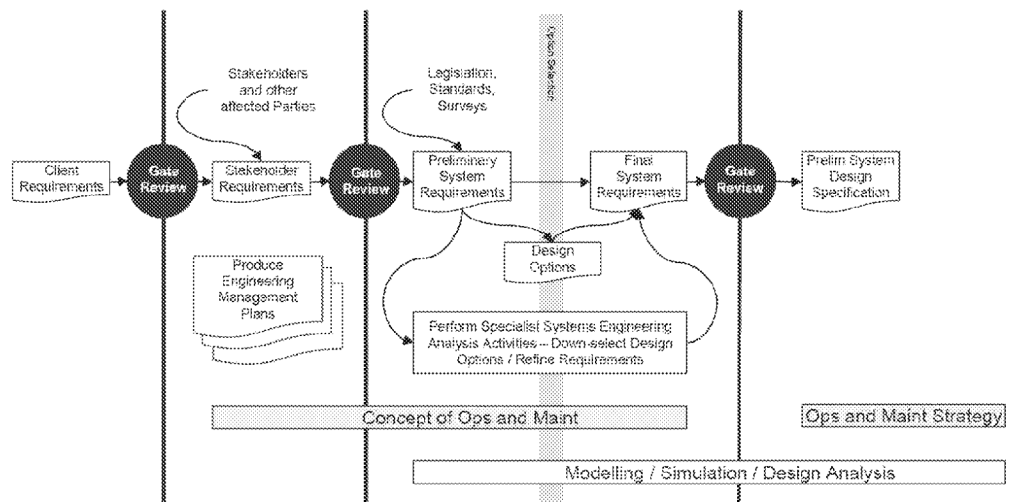 Option Selection
Stakeholders
and other
affected Parties
Legislation,
Standards,
Surveys
Client
Requirements
Gate
Review
Stakeholder
Requirements
Gate
Review
Preliminary
System
Requirements
Final
System
Requirements
Gate
Review
Prelim System
Design
Specification
Design
Options
Produce
Engineering
Management
Plans
Perform Specialist Systems Engineering
Analysis Activities – Down-select Design
Options / Refine Requirements
Concept of Ops and Maint
Ops and Maint Strategy
Modelling / Simulation / Design Analysis